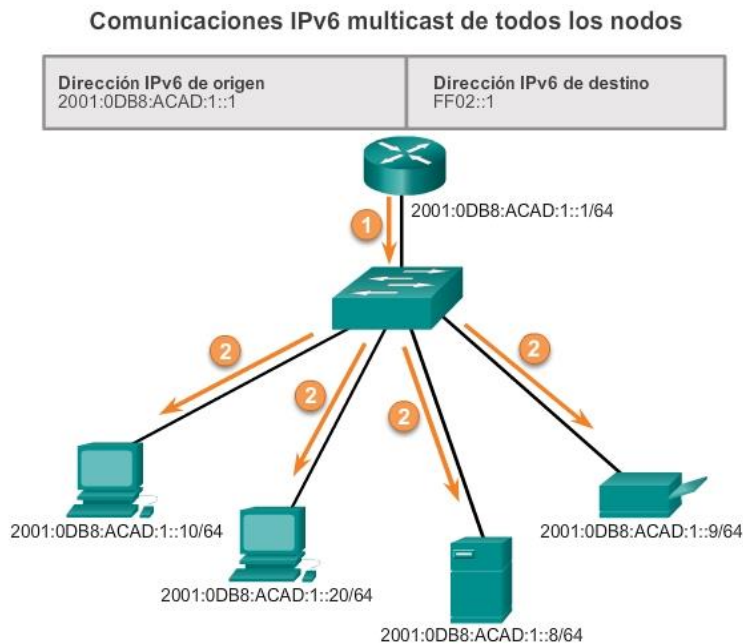 Comunicaciones IPv6 multicast de todos los nodos
Dirección IPv6 de origen
2001:0DB8:ACAD:1::1
Dirección IPv6 de destino
FF02::1
2001:0DB8:ACAD:1::1/64
1
2
2
2
2
2001:0DB8:ACAD:1::10/64
2001:0DB8:ACAD:1::20/64
2001:0DB8:ACAD:1::8/64
2001:0DB8:ACAD:1::9/64